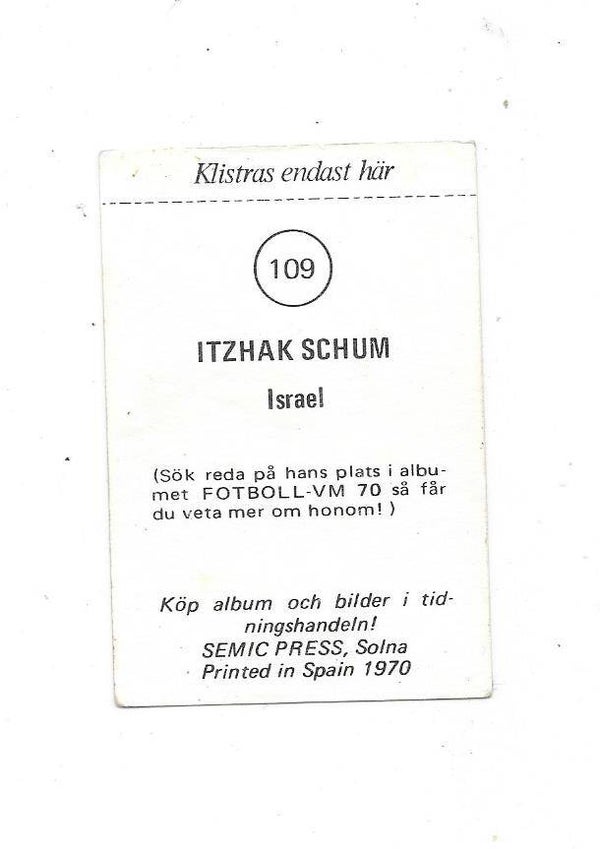 Klistras endast här
109
ITZHAK SCHUM
Israel
(Sök reda på hans plats i albu-
met FOTBOLL-VM 70 så får
du veta mer om honom! )
Köp album och bilder i tid-
ningshandeln!
SEMIC PRESS, Solna
Printed in Spain 1970